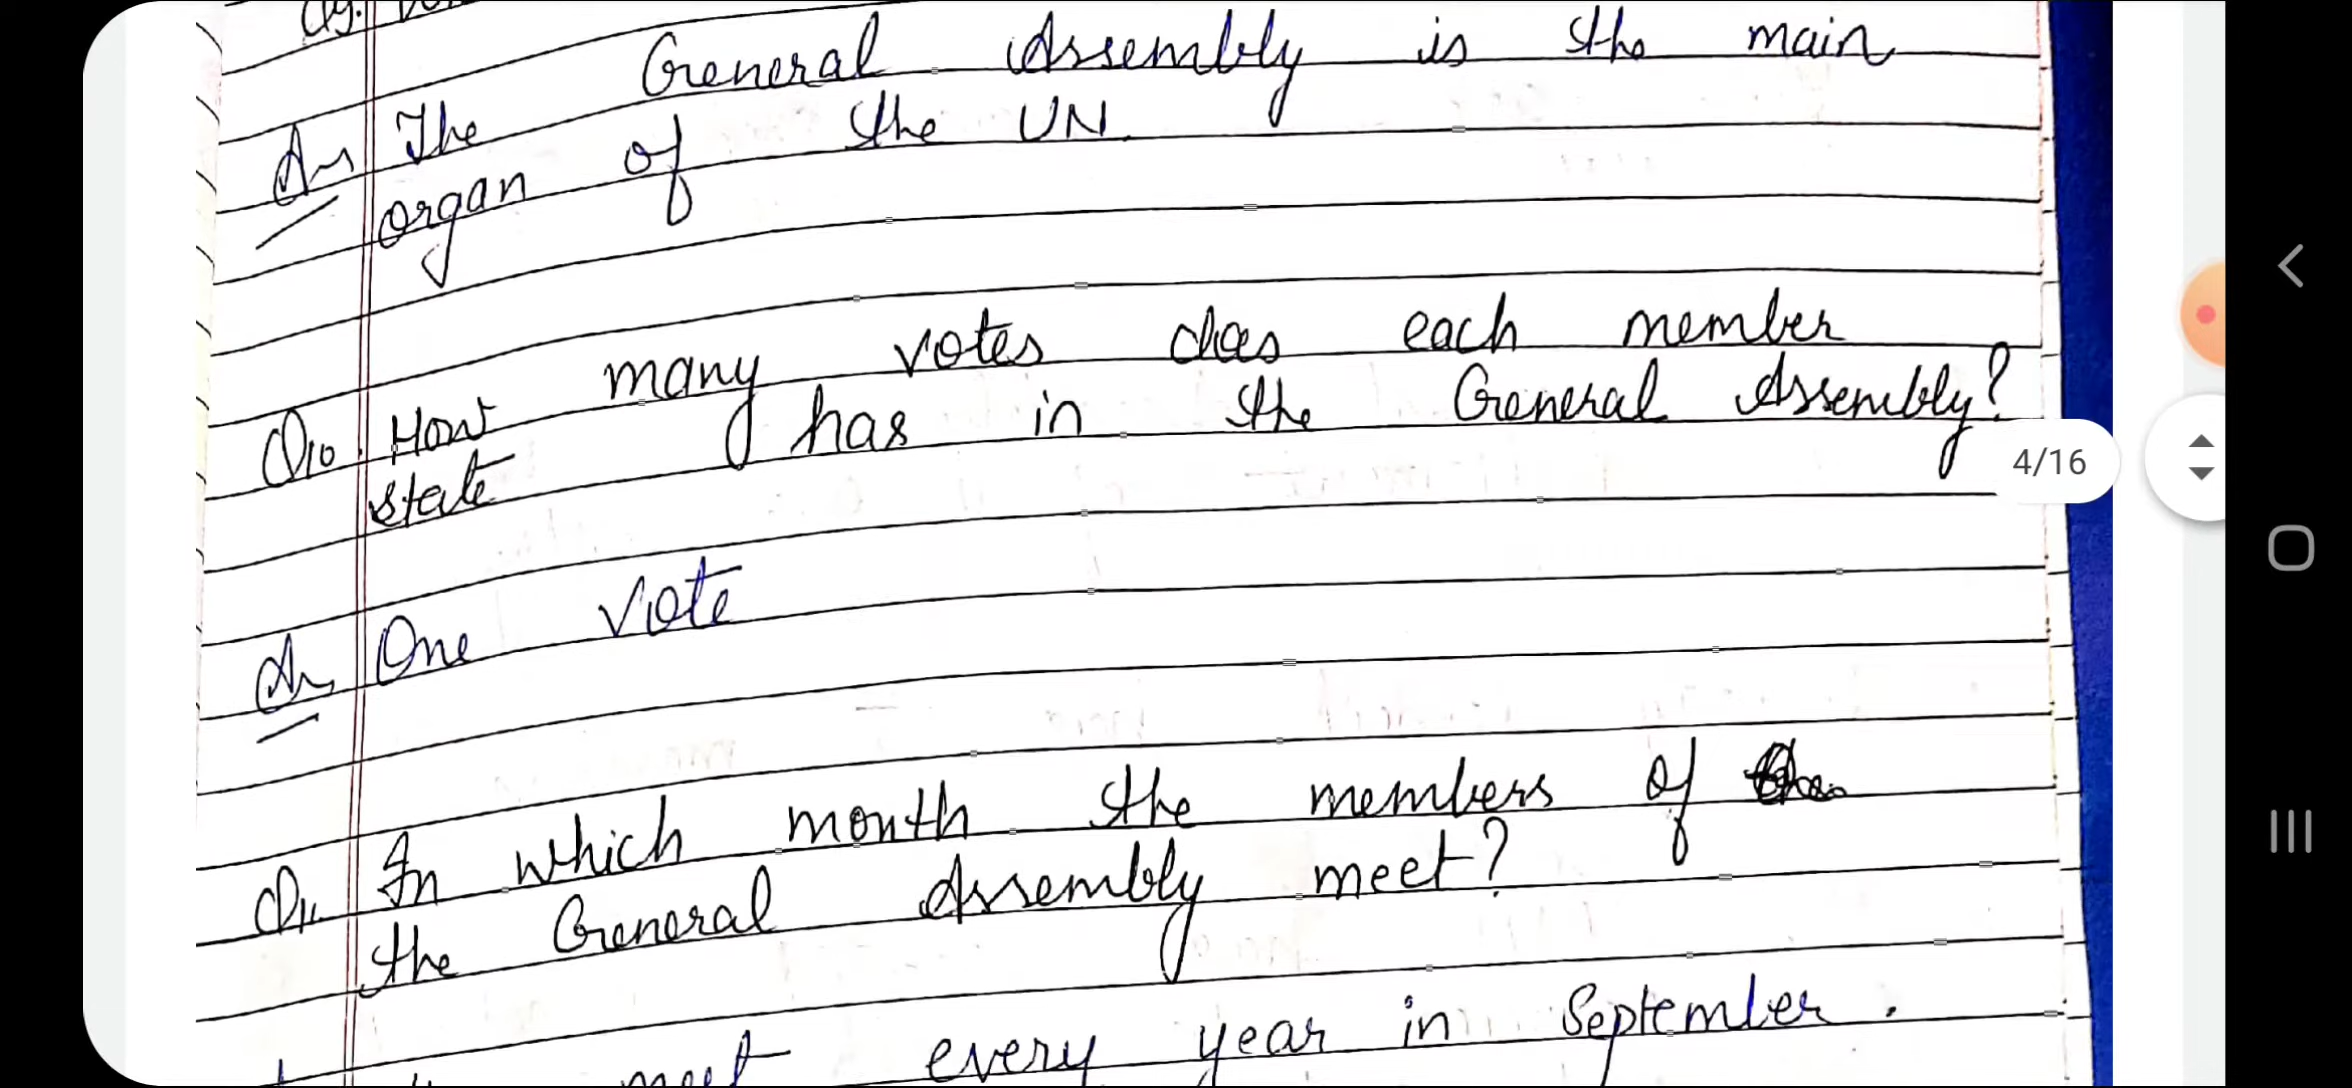 General Assembly is the main
Ans The
organ of the UN
Q10. How many votes does each member
state has in the General Assembly?
4/16
Ans One vote
Q11. In which month the members of the
the General Assembly meet?
meet every year in September.